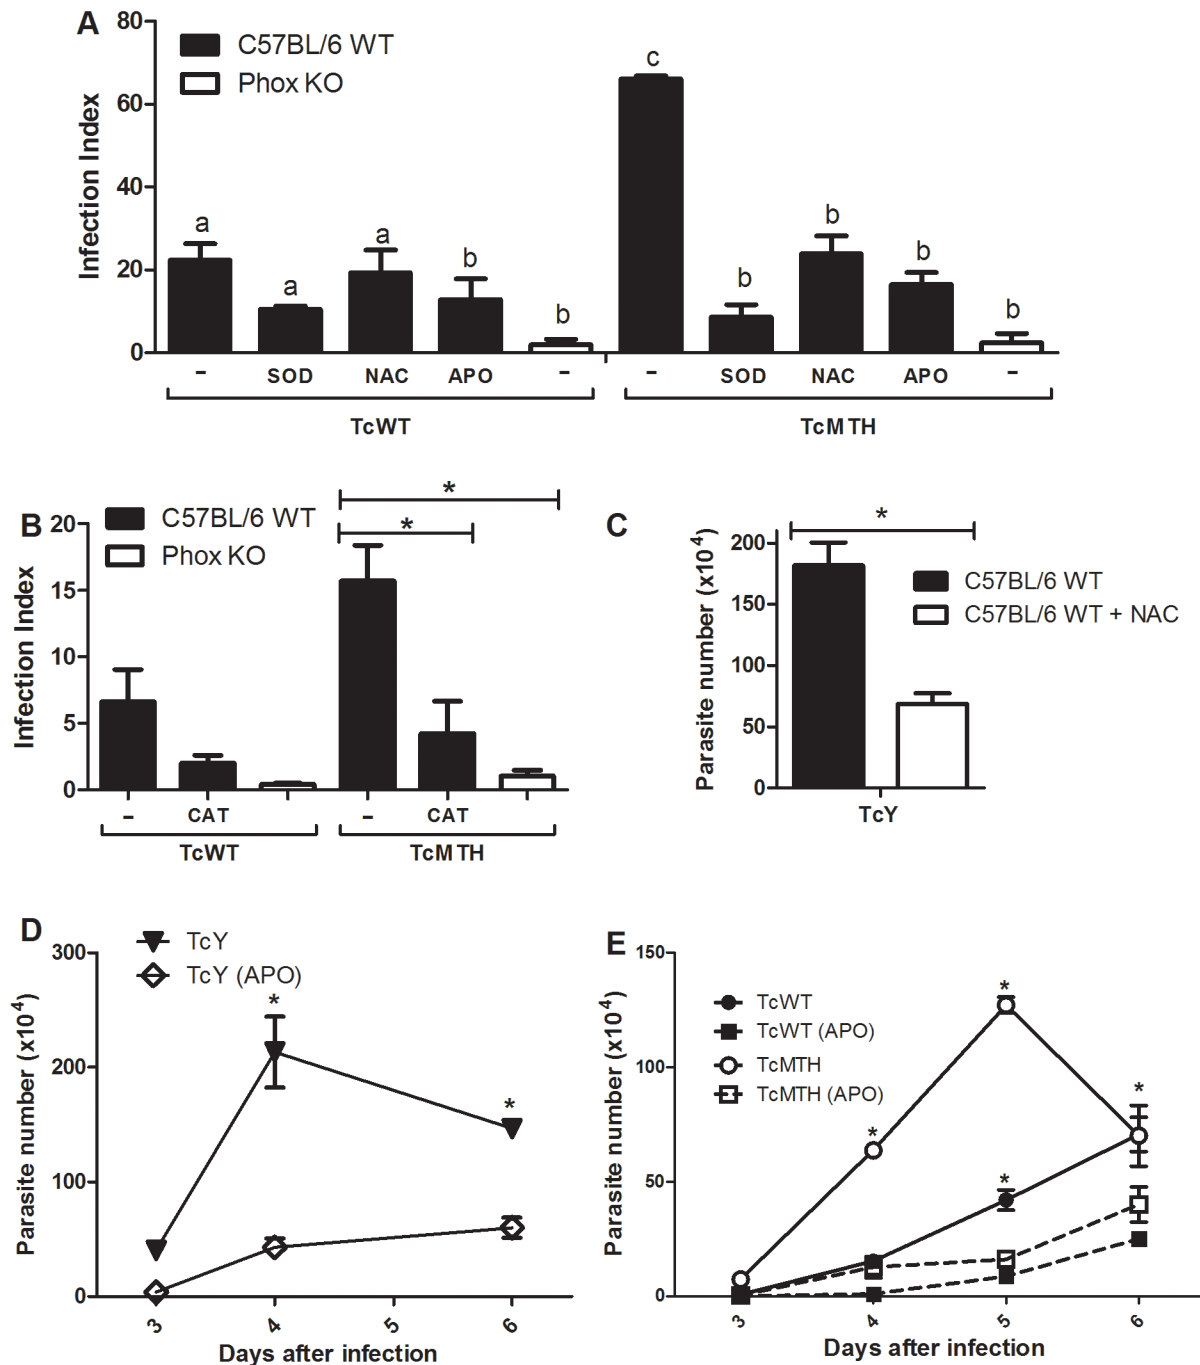 A
C57BL/6 WT
Phox KO
Infection Index
80
60
40
20
0
a
a
a
b
b
c
b
b
b
b
– SOD NAC APO – – SOD NAC APO –
TcWT TcMTH
B
C57BL/6 WT
Phox KO
Infection Index
20
15
10
5
0
*
*
– CAT – CAT
TcWT TcMTH
C
*
C57BL/6 WT
C57BL/6 WT + NAC
Parasite number (x10⁴)
200
150
100
50
0
TcY
D
TcY
TcY (APO)
Parasite number (x10⁴)
300
200
100
0
*
*
3 4 5 6
Days after infection
E
TcWT
TcWT (APO)
TcMTH
TcMTH (APO)
Parasite number (x10⁴)
150
100
50
0
*
*
*
*
3 4 5 6
Days after infection